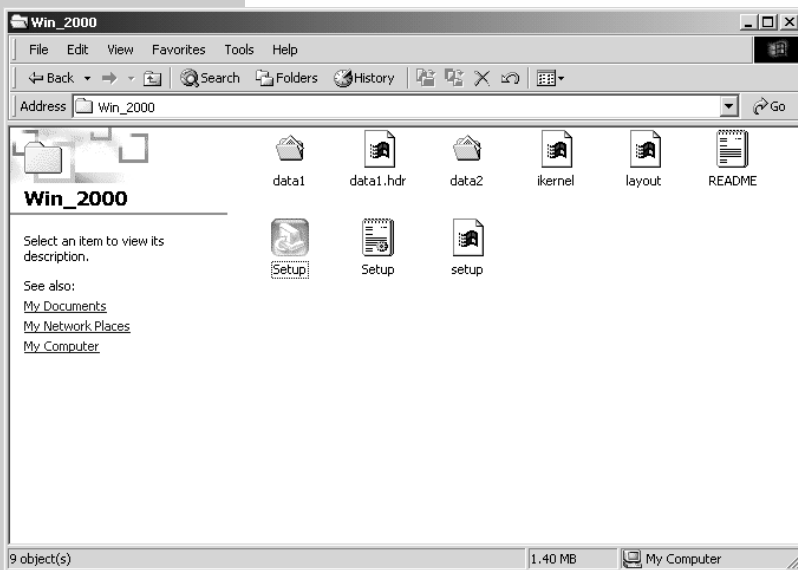 Win_2000
File Edit View Favorites Tools Help
Back Search Folders History
Address Win_2000 Go
data1 data1.hdr data2 ikernel layout README
Win_2000
Setup Setup setup
Select an item to view its
description.
See also:
My Documents
My Network Places
My Computer
9 object(s) 1.40 MB My Computer